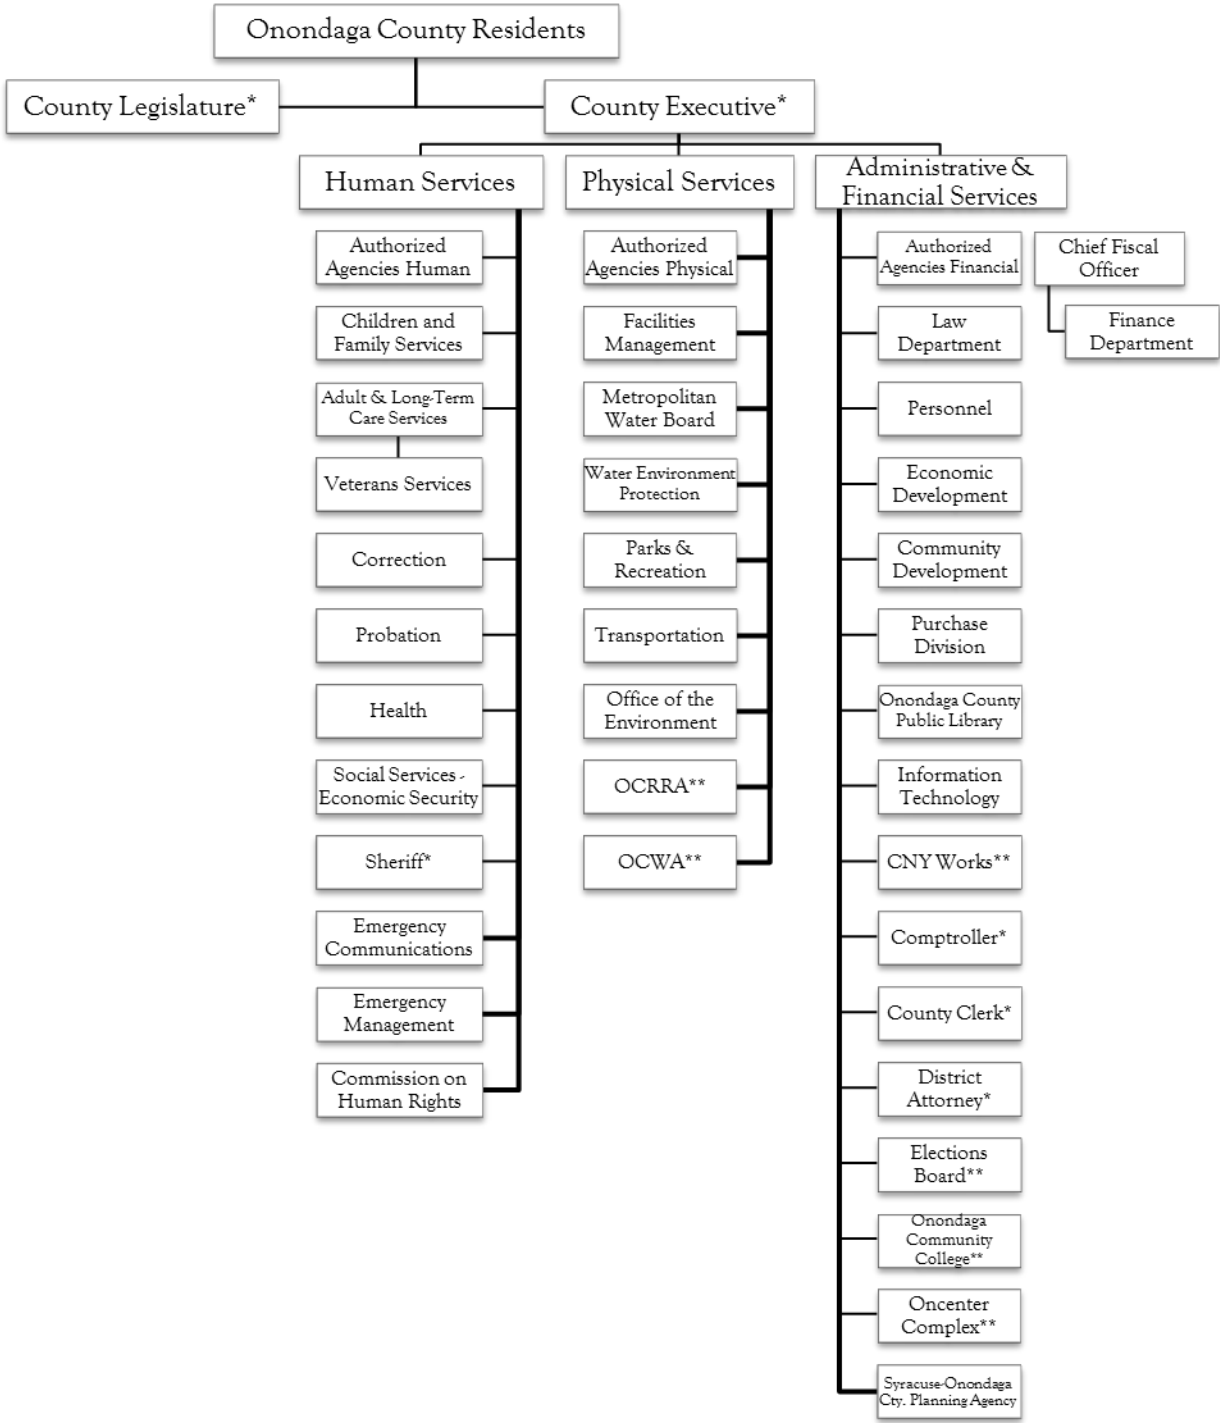 Onondaga County Residents
County Legislature*
County Executive*
Human Services
Physical Services
Administrative &
Financial Services
Authorized
Agencies Human
Children and
Family Services
Adult & Long-Term
Care Services
Veterans Services
Correction
Probation
Health
Social Services -
Economic Security
Sheriff*
Emergency
Communications
Emergency
Management
Commission on
Human Rights
Authorized
Agencies Physical
Facilities
Management
Metropolitan
Water Board
Water Environment
Protection
Parks &
Recreation
Transportation
Office of the
Environment
OCRRA**
OCWA**
Authorized
Agencies Financial
Law
Department
Personnel
Economic
Development
Community
Development
Purchase
Division
Onondaga County
Public Library
Information
Technology
CNY Works**
Comptroller*
County Clerk*
District
Attorney*
Elections
Board**
Onondaga
Community
College**
Oncenter
Complex**
Syracuse-Onondaga
Cty. Planning Agency
Chief Fiscal
Officer
Finance
Department